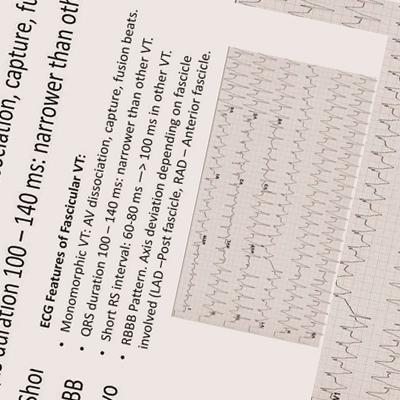 ociation, capture, fu
duration 100 – 140 ms: narrower than oth
Shor
BB
ECG Features of Fascicular VT:
• Monomorphic VT: AV dissociation, capture, fusion beats.
• QRS duration 100 – 140 ms: narrower than other VT.
• Short RS interval: 60-80 ms —> 100 ms in other VT.
• RBBB Pattern. Axis deviation depending on fascicle
involved (LAD –Post fascicle, RAD – Anterior fascicle.